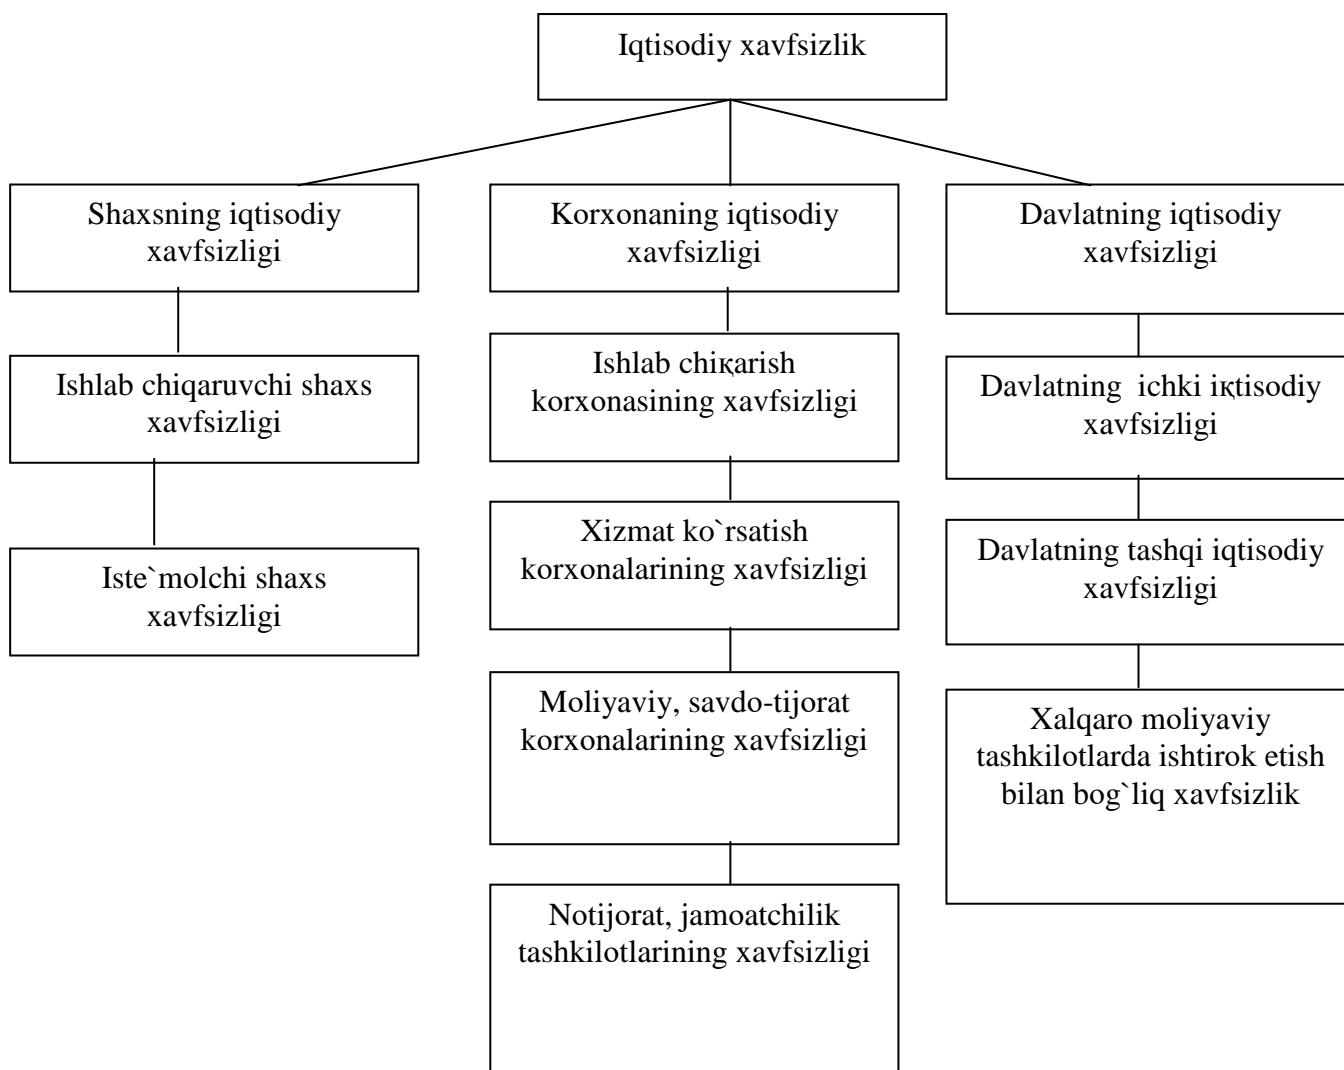 Iqtisodiy xavfsizlik
Shaxsning iqtisodiy
xavfsizligi
Ishlab chiqaruvchi shaxs
xavfsizligi
Iste`molchi shaxs
xavfsizligi
Korxonaning iqtisodiy
xavfsizligi
Ishlab chiқarish
korxonasining xavfsizligi
Xizmat ko`rsatish
korxonalarining xavfsizligi
Moliyaviy, savdo-tijorat
korxonalarining xavfsizligi
Notijorat, jamoatchilik
tashkilotlarining xavfsizligi
Davlatning iqtisodiy
xavfsizligi
Davlatning  ichki iқtisodiy
xavfsizligi
Davlatning tashqi iqtisodiy
xavfsizligi
Xalqaro moliyaviy
tashkilotlarda ishtirok etish
bilan bog`liq xavfsizlik